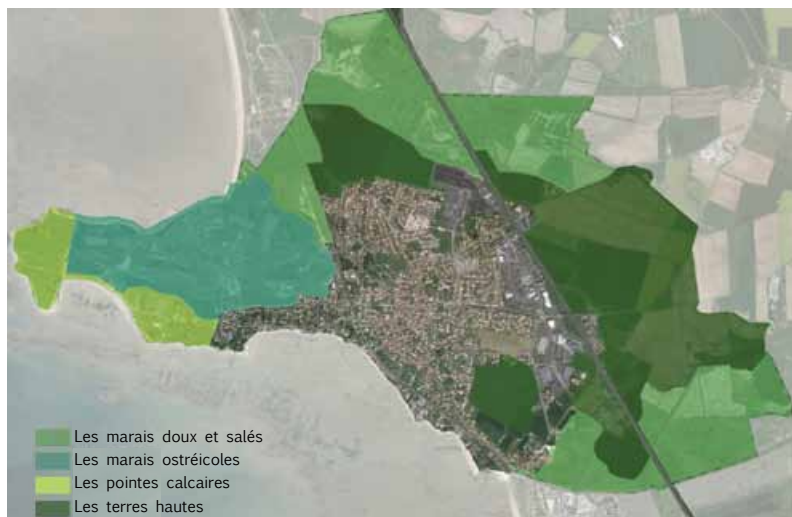 Les marais doux et salés
Les marais ostréicoles
Les pointes calcaires
Les terres hautes